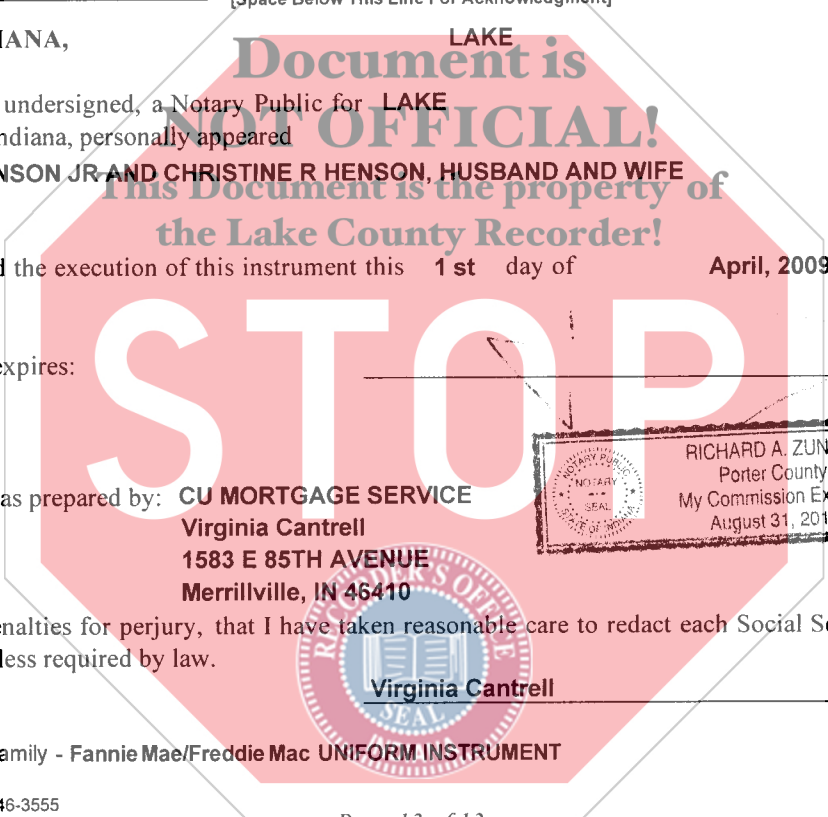 [Space Below This Line For Acknowledgment]
IANA, LAKE
Document is
undersigned, a Notary Public for LAKE
NOT OFFICIAL!
ndiana, personally appeared
NSON JR AND CHRISTINE R HENSON, HUSBAND AND WIFE
This Document is the property of
the Lake County Recorder!
d the execution of this instrument this 1 st day of April, 2009
STOP
expires:
RICHARD A. ZUN
Porter County
My Commission Ex
August 31, 201
NOTARY PUBLIC
NOTARY
SEAL
STATE OF INDIANA
as prepared by: CU MORTGAGE SERVICE
Virginia Cantrell
1583 E 85TH AVENUE
Merrillville, IN 46410
RECORDER'S OFFICE
enalties for perjury, that I have taken reasonable care to redact each Social Se
less required by law.
Virginia Cantrell
SEAL
INDIANA
amily - Fannie Mae/Freddie Mac UNIFORM INSTRUMENT
46-3555